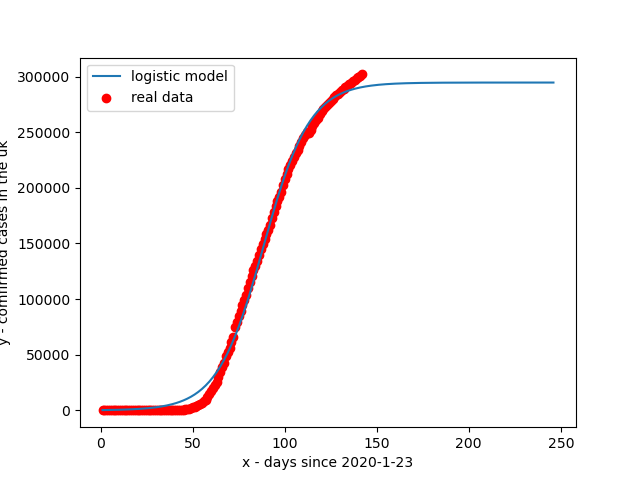 logistic model
real data
300000
250000
200000
150000
100000
50000
0
y - comfirmed cases in the uk
0 50 100 150 200 250
x - days since 2020-1-23